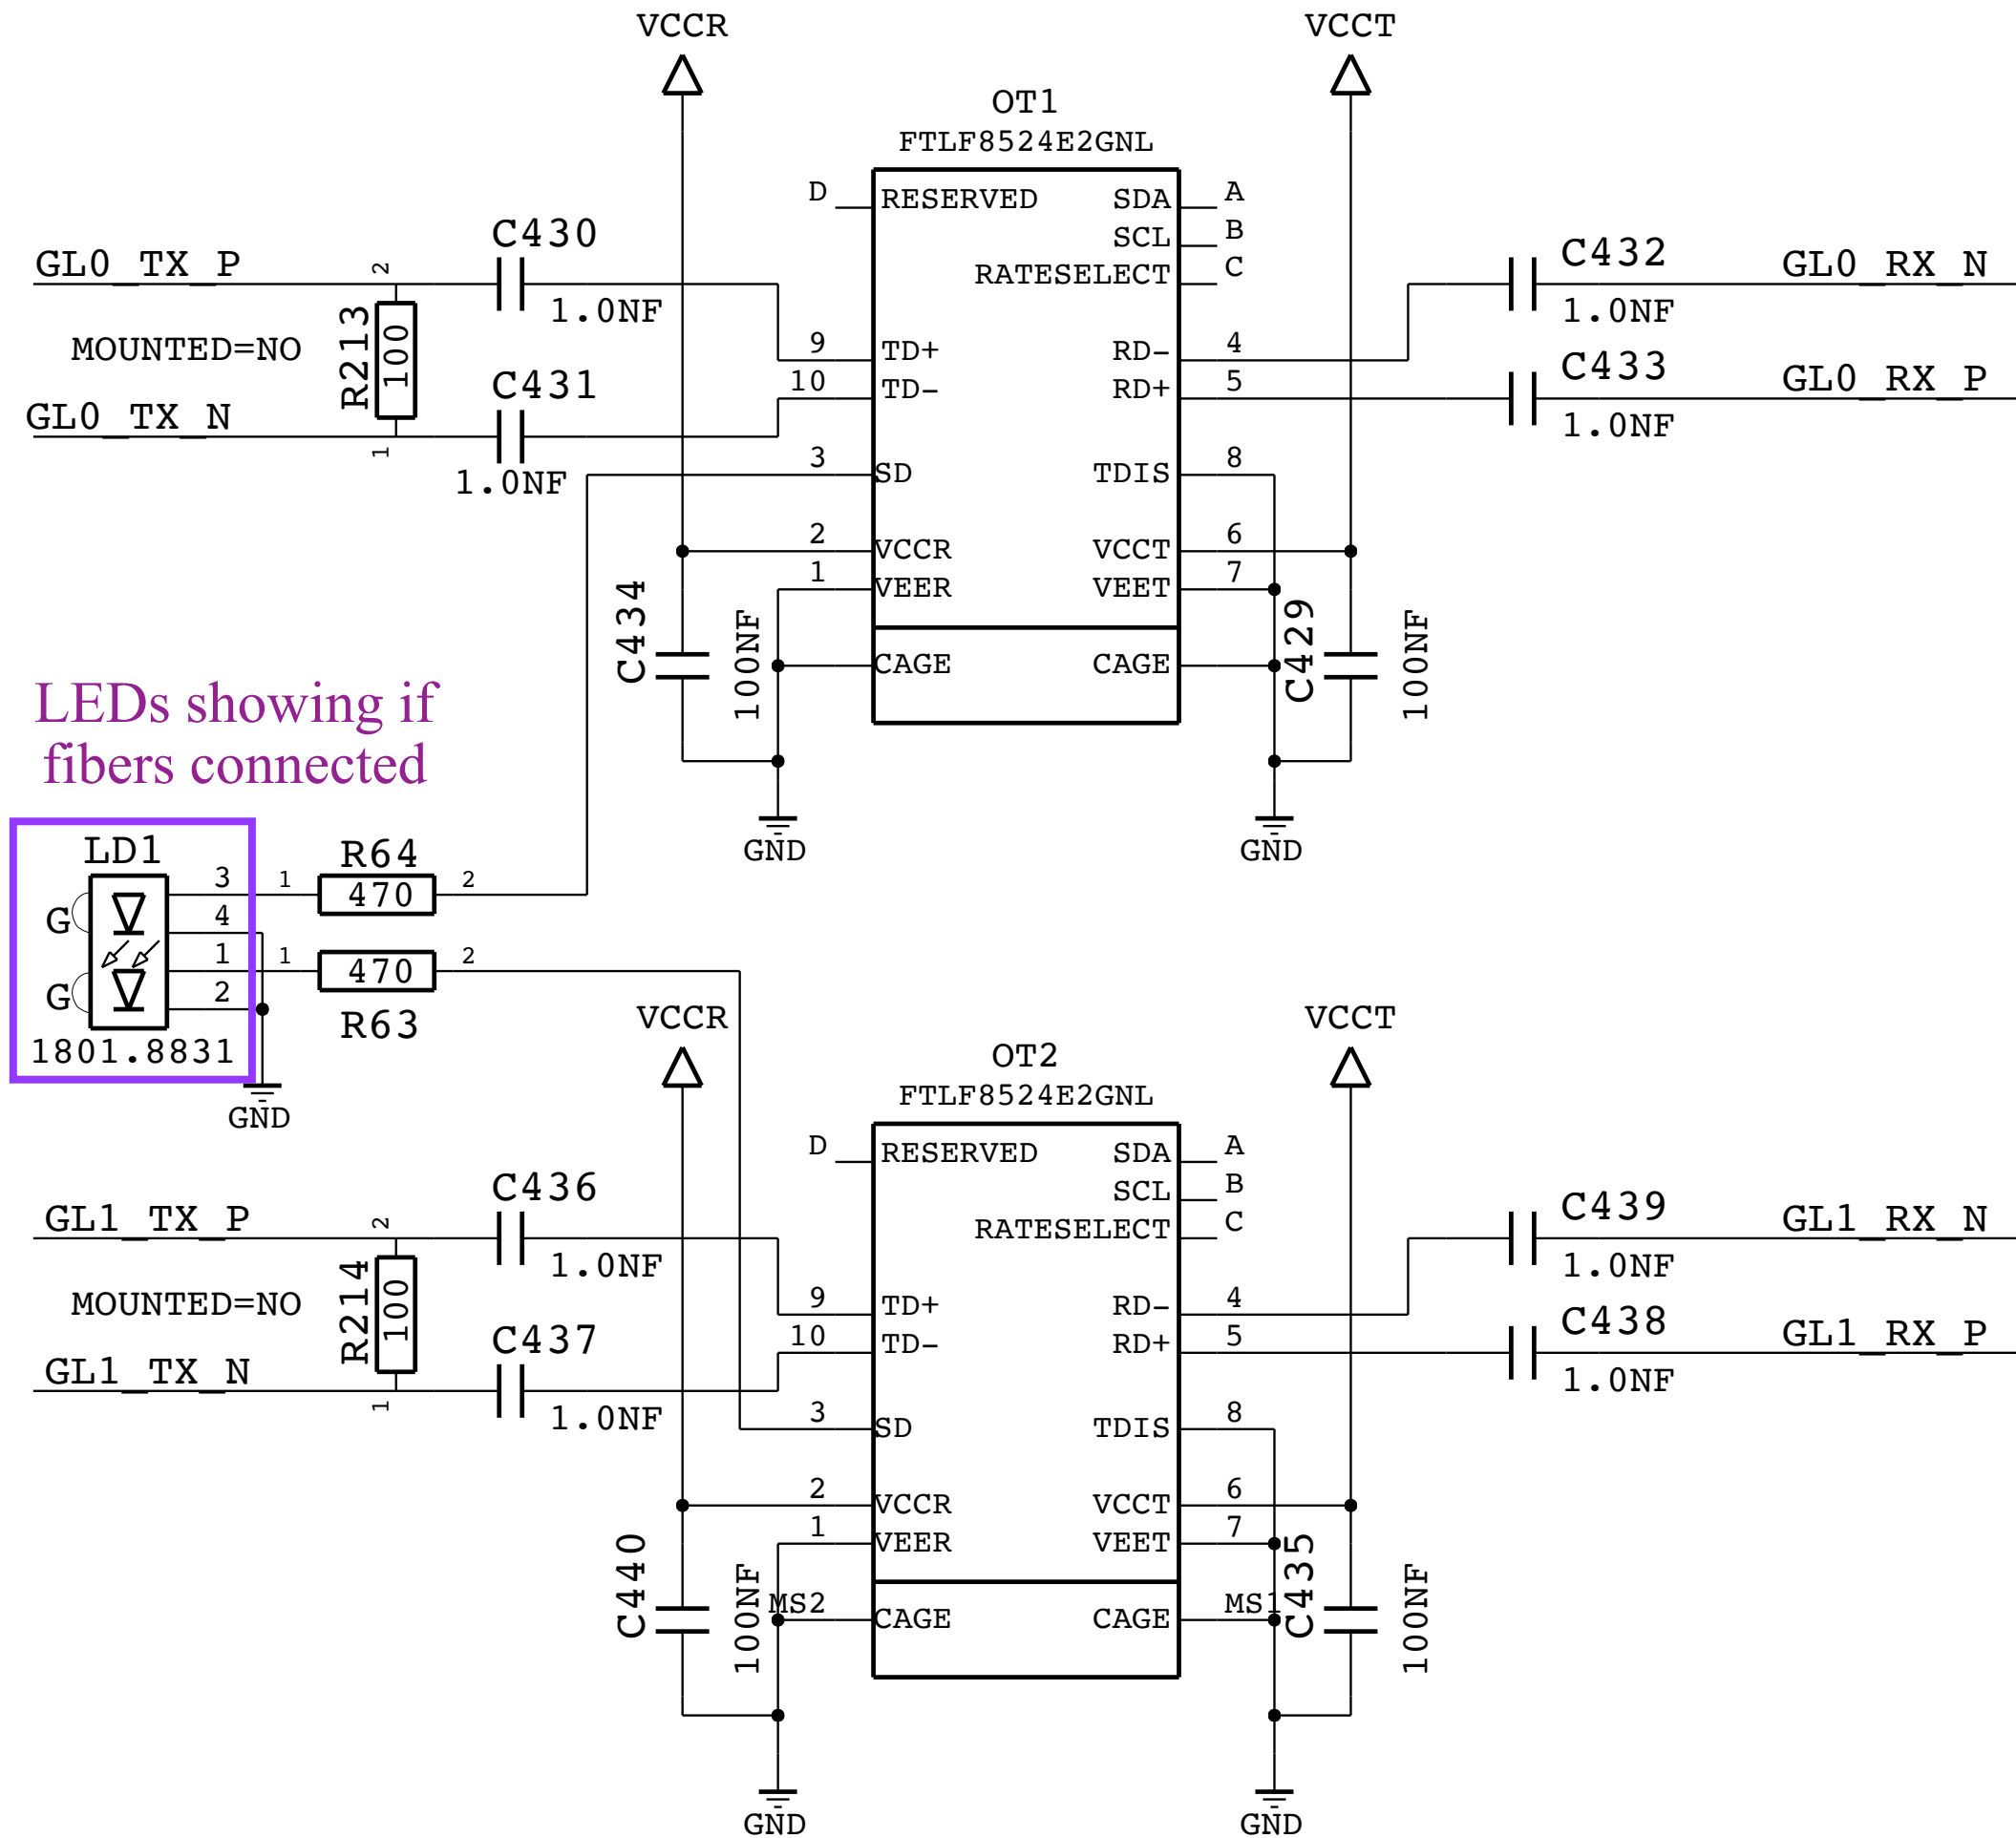 VCCR
VCCT
OT1
FTLF8524E2GNL
D
RESERVED
SDA
A
SCL
B
RATESELECT
C
C430
GL0_TX_P
2
1.0NF
MOUNTED=NO
R213
100
C431
GL0_TX_N
1
1.0NF
9
TD+
RD-
4
10
TD-
RD+
5
C432
GL0_RX_N
1.0NF
C433
GL0_RX_P
1.0NF
3
SD
TDIS
8
2
VCCR
VCCT
6
1
VEER
VEET
7
C434
100NF
CAGE
CAGE
C429
100NF
GND
GND
LEDs showing if
fibers connected
LD1
3
1
R64
470
2
G
4
1
1
470
2
G
2
R63
1801.8831
GND
VCCR
VCCT
OT2
FTLF8524E2GNL
D
RESERVED
SDA
A
SCL
B
RATESELECT
C
C436
GL1_TX_P
2
1.0NF
MOUNTED=NO
R214
100
C437
GL1_TX_N
1
1.0NF
9
TD+
RD-
4
10
TD-
RD+
5
C439
GL1_RX_N
1.0NF
C438
GL1_RX_P
1.0NF
3
SD
TDIS
8
2
VCCR
VCCT
6
1
VEER
VEET
7
C440
100NF
MS2
CAGE
CAGE
MS1
C435
100NF
GND
GND